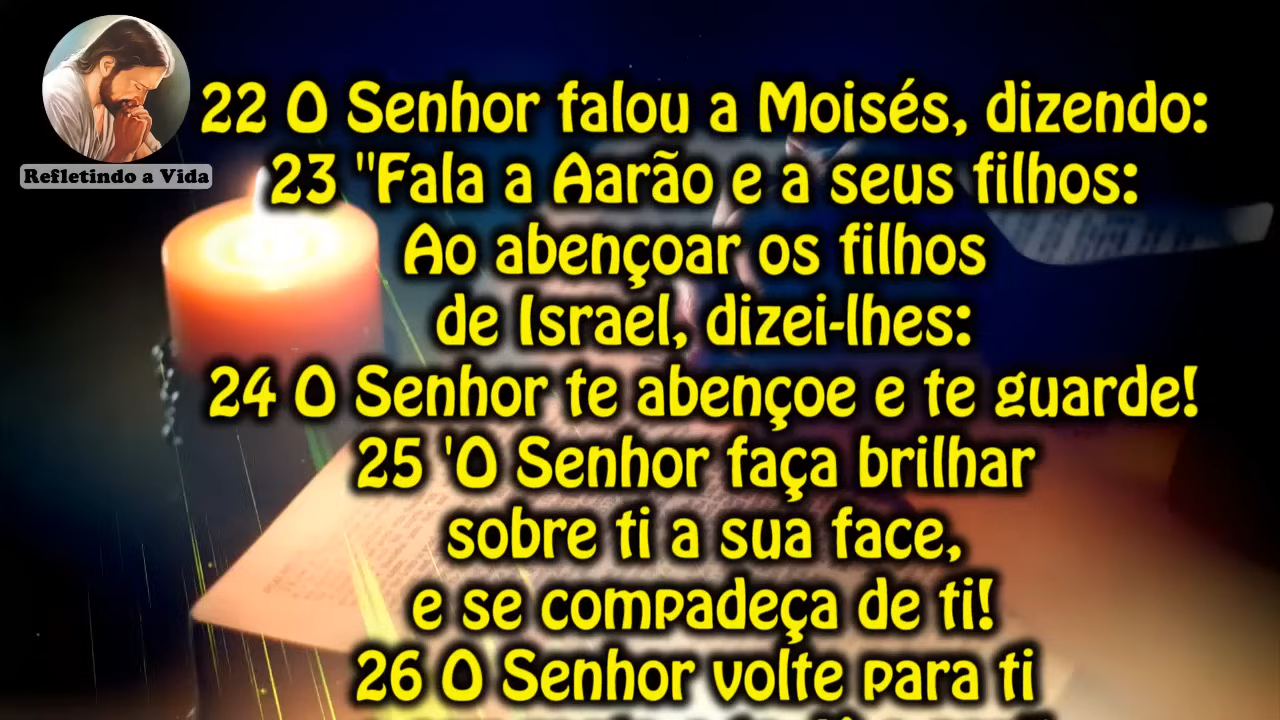 Refletindo a Vida
22 O Senhor falou a Moisés, dizendo:
23 "Fala a Aarão e a seus filhos:
Ao abençoar os filhos
de Israel, dizei-lhes:
24 O Senhor te abençoe e te guarde!
25 'O Senhor faça brilhar
sobre ti a sua face,
e se compadeça de ti!
26 O Senhor volte para ti